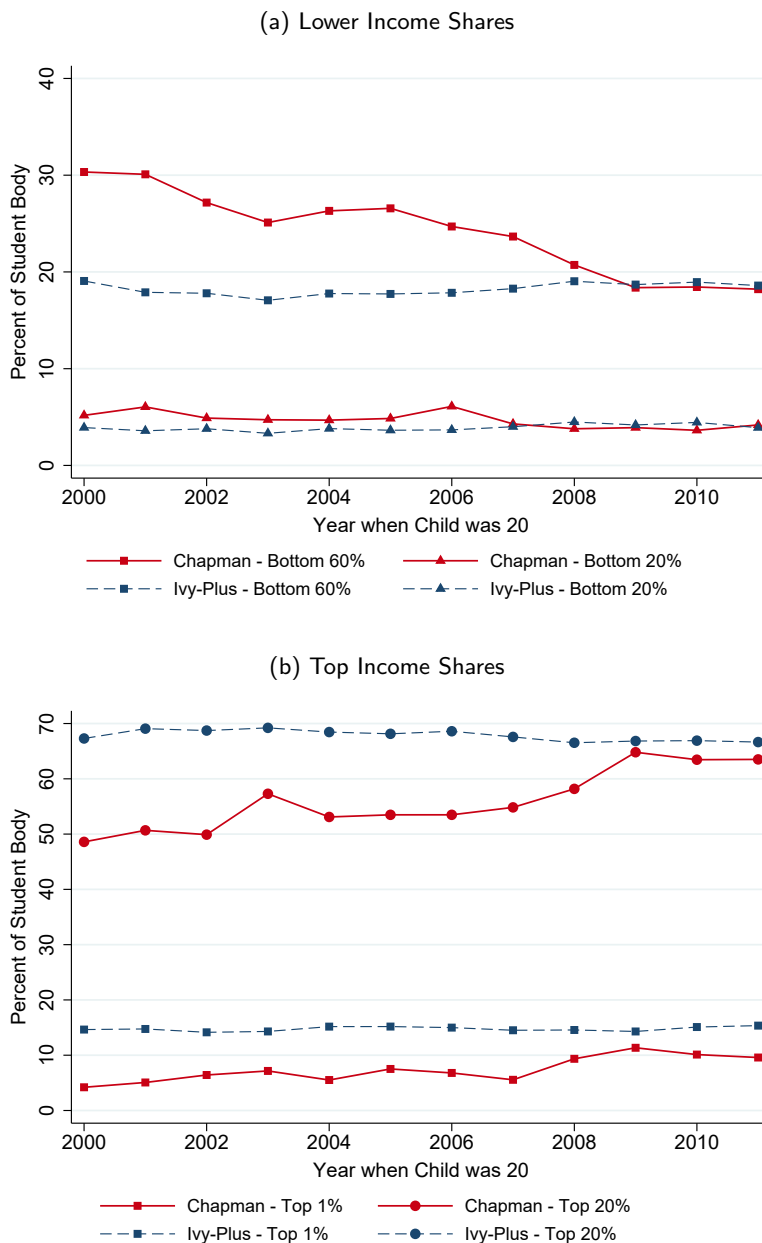 (a) Lower Income Shares
Percent of Student Body
40
30
20
10
0
2000 2002 2004 2006 2008 2010
Year when Child was 20
Chapman - Bottom 60% Chapman - Bottom 20%
Ivy-Plus - Bottom 60% Ivy-Plus - Bottom 20%
(b) Top Income Shares
Percent of Student Body
70
60
50
40
30
20
10
0
2000 2002 2004 2006 2008 2010
Year when Child was 20
Chapman - Top 1% Chapman - Top 20%
Ivy-Plus - Top 1% Ivy-Plus - Top 20%